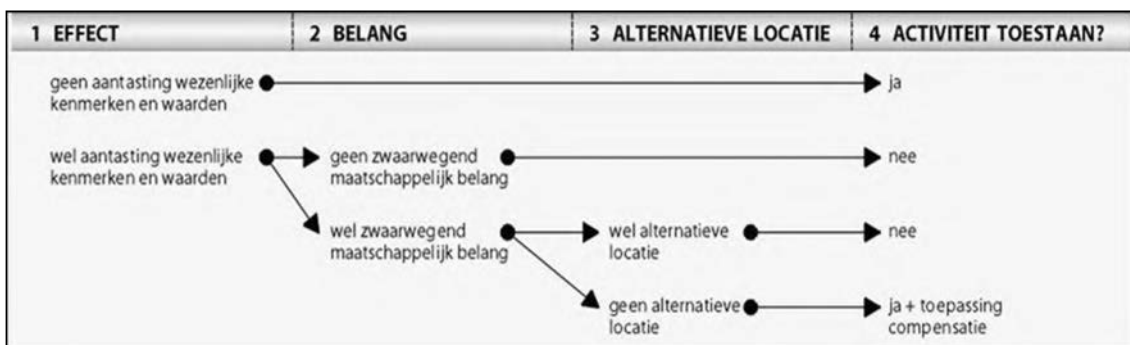 1 EFFECT 2 BELANG 3 ALTERNATIEVE LOCATIE 4 ACTIVITEIT TOESTAAN?
geen aantasting wezenlijke
kenmerken en waarden
ja
wel aantasting wezenlijke
kenmerken en waarden
geen zwaarwegend
maatschappelijk belang
nee
wel zwaarwegend
maatschappelijk belang
wel alternatieve
locatie
nee
geen alternatieve
locatie
ja + toepassing
compensatie